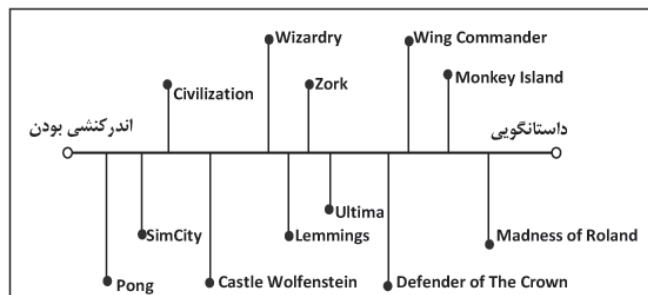 Wizardry
Wing Commander
Civilization
Zork
Monkey Island
اندرکنشی بودن
داستانگویی
SimCity
Lemmings
Ultima
Madness of Roland
Pong
Castle Wolfenstein
Defender of The Crown